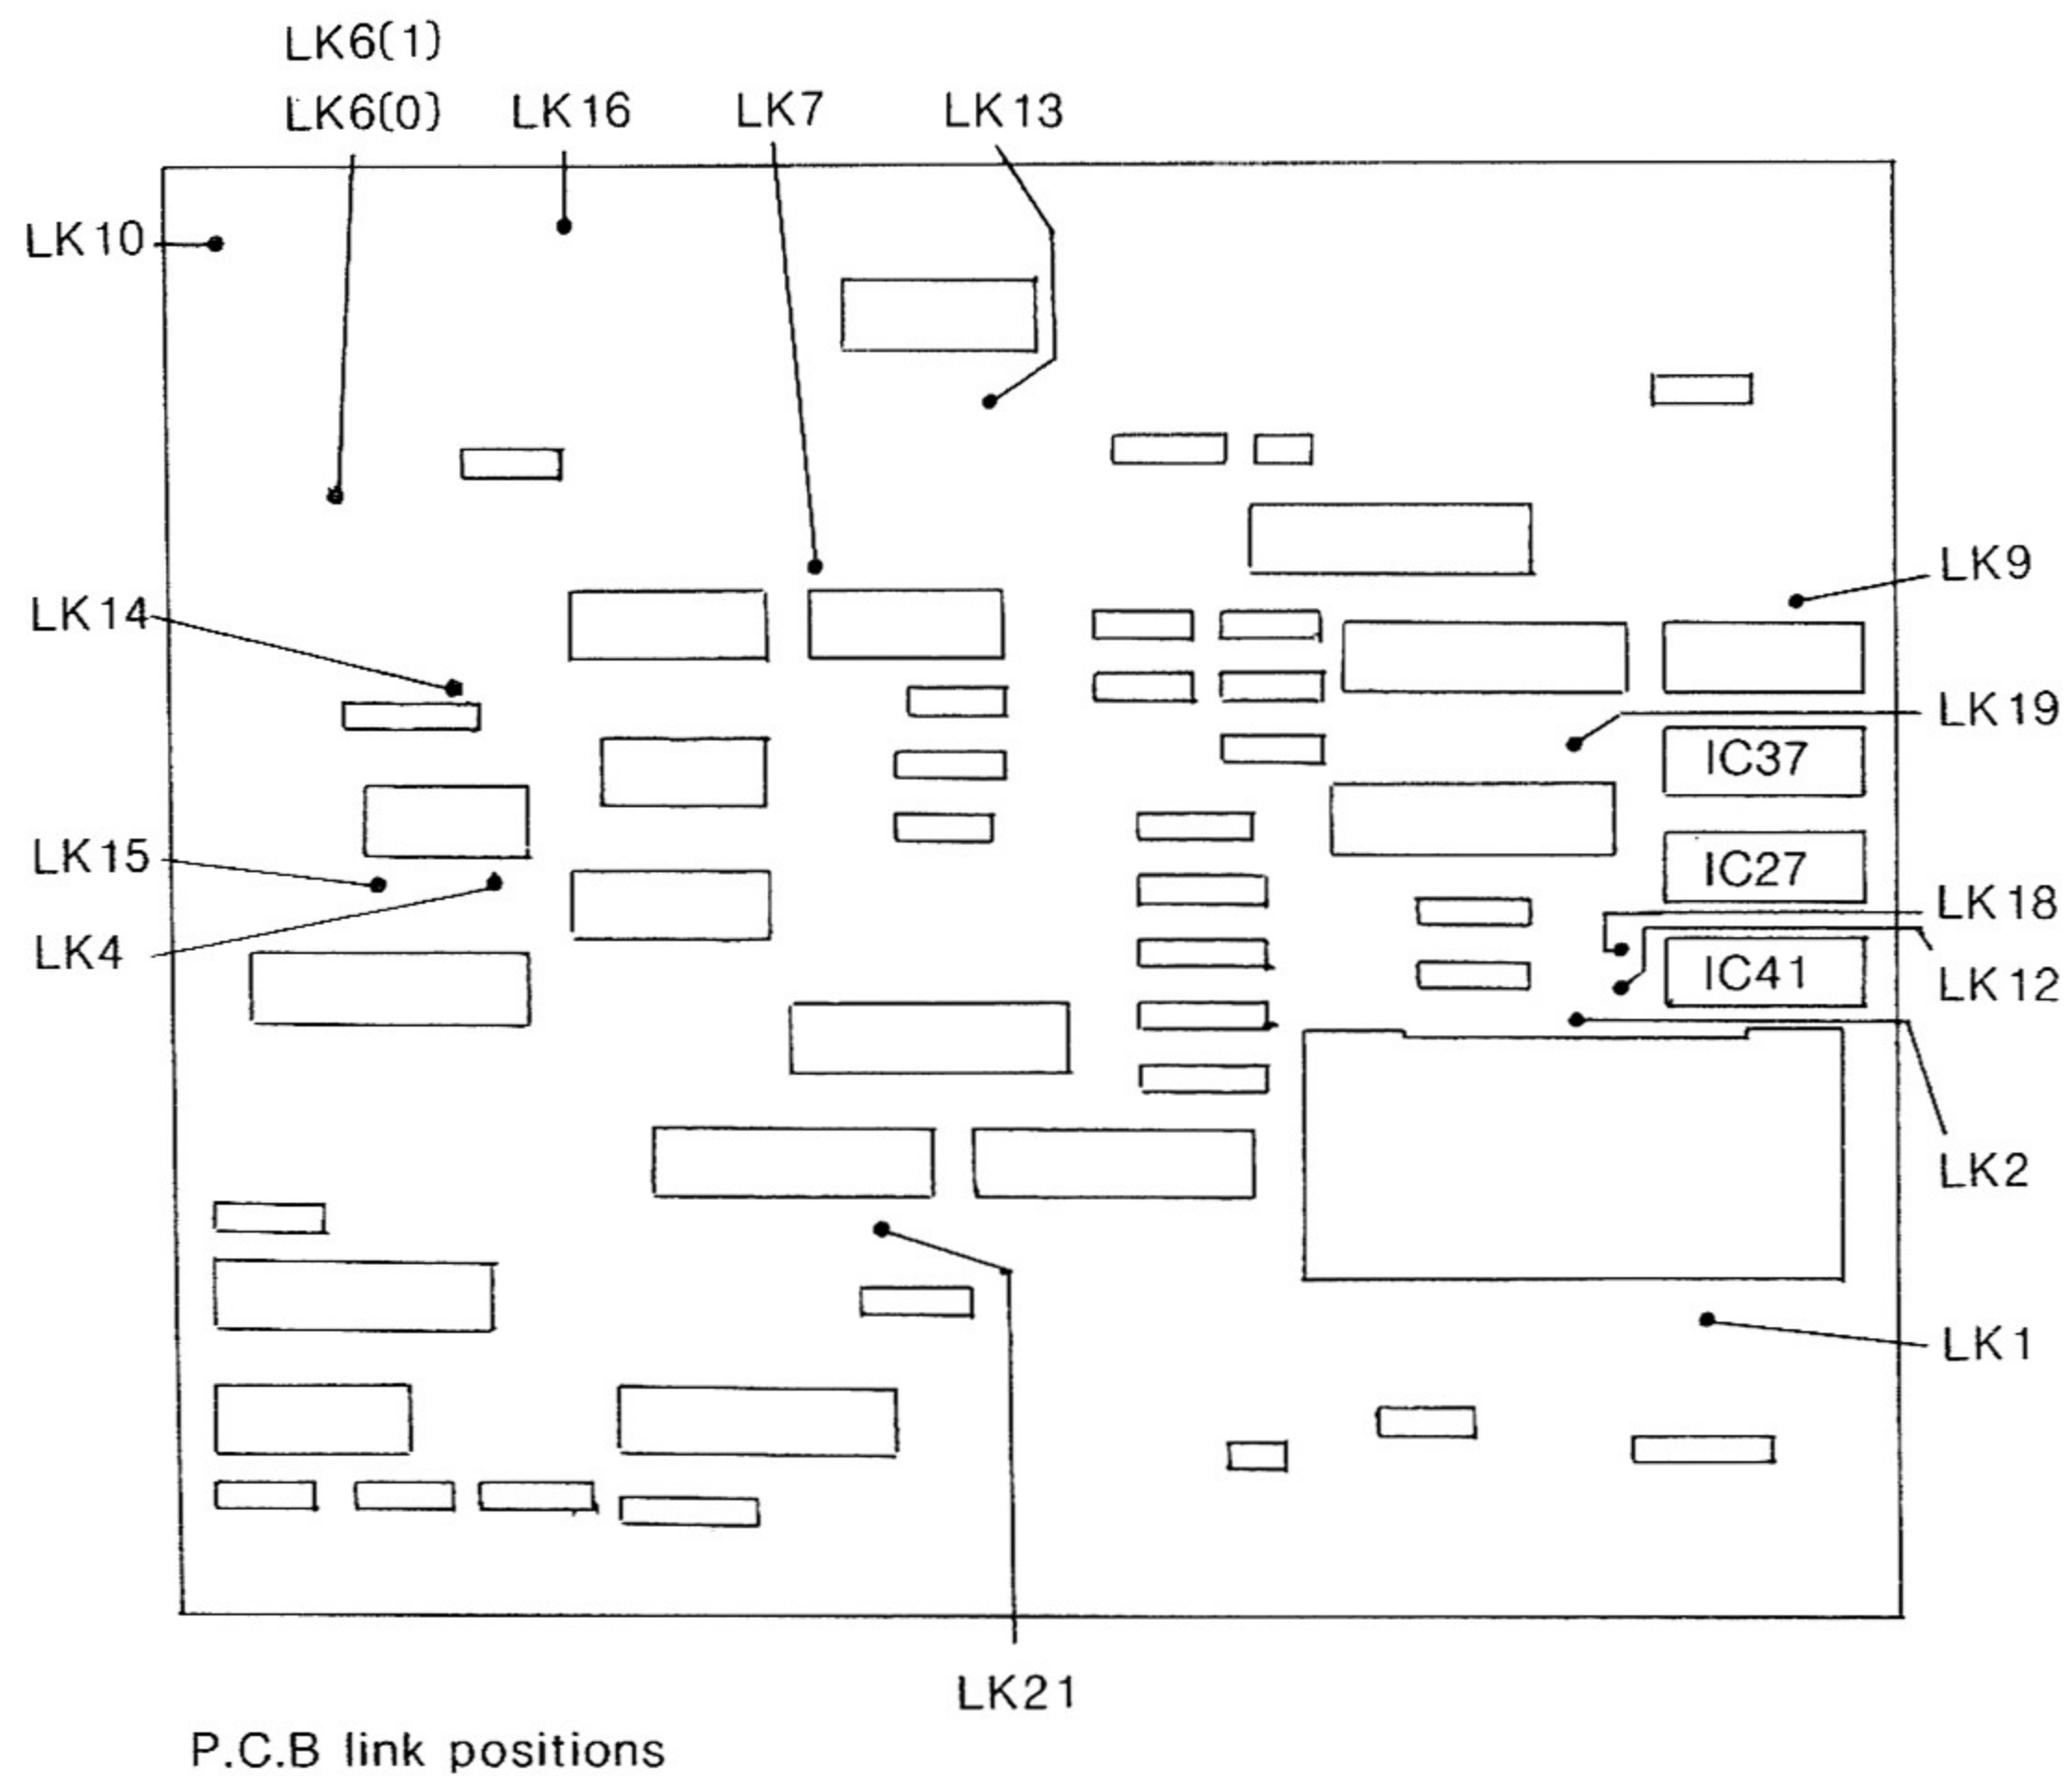 LK6(1)
LK6(0)
LK16
LK7
LK13
LK10
LK9
LK14
LK19
IC37
LK15
IC27
LK18
LK4
IC41
LK12
LK2
LK1
LK21
P.C.B link positions